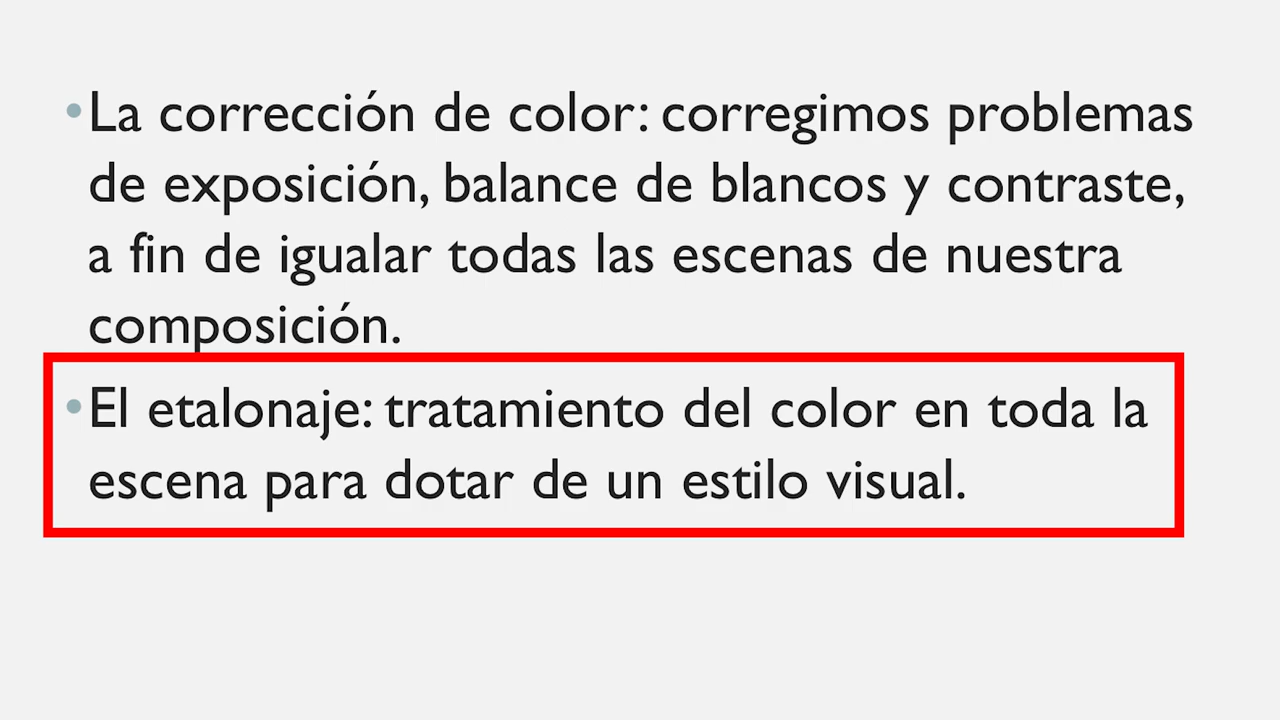 •La corrección de color: corregimos problemas
de exposición, balance de blancos y contraste,
a fin de igualar todas las escenas de nuestra
composición.
•El etalonaje: tratamiento del color en toda la
escena para dotar de un estilo visual.